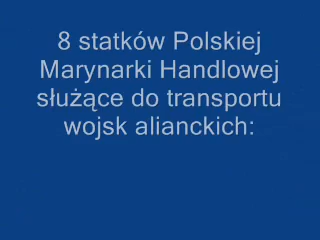 8 statków Polskiej
Marynarki Handlowej
służące do transportu
wojsk alianckich: